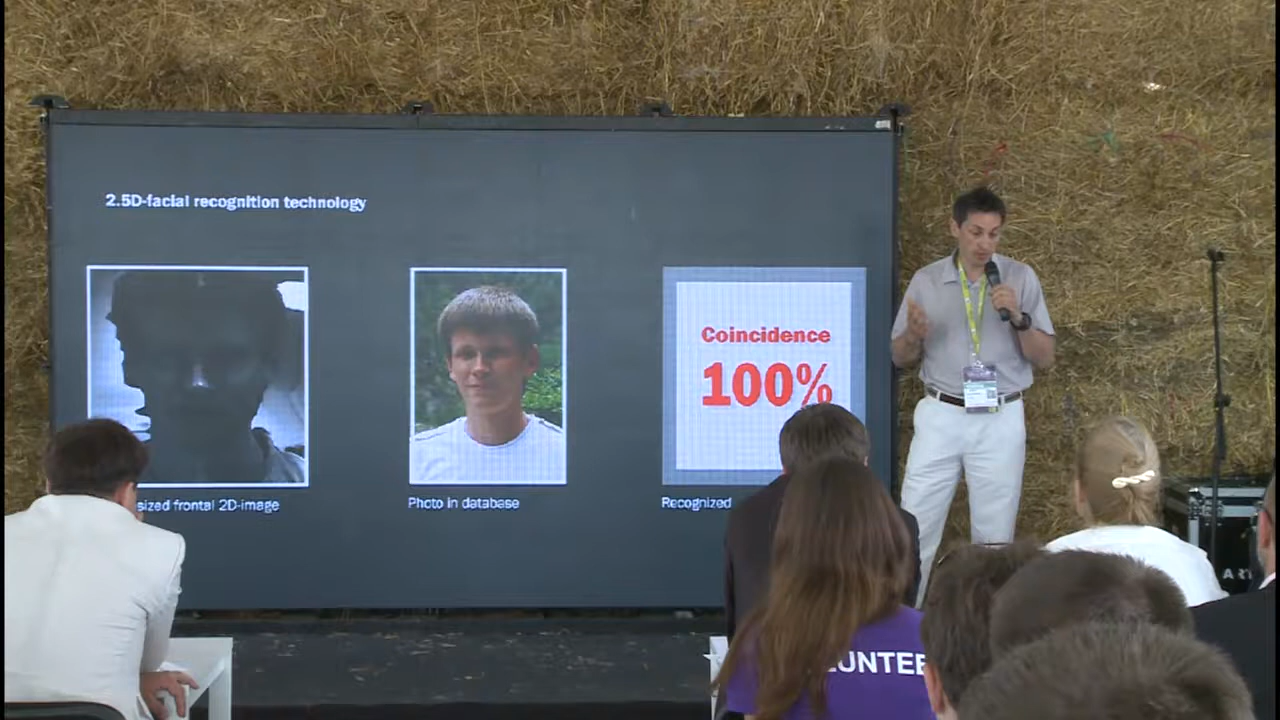 2.5D-facial recognition technology
sized frontal 2D-image
Photo in database
Coincidence
100%
Recognized
UNTEE